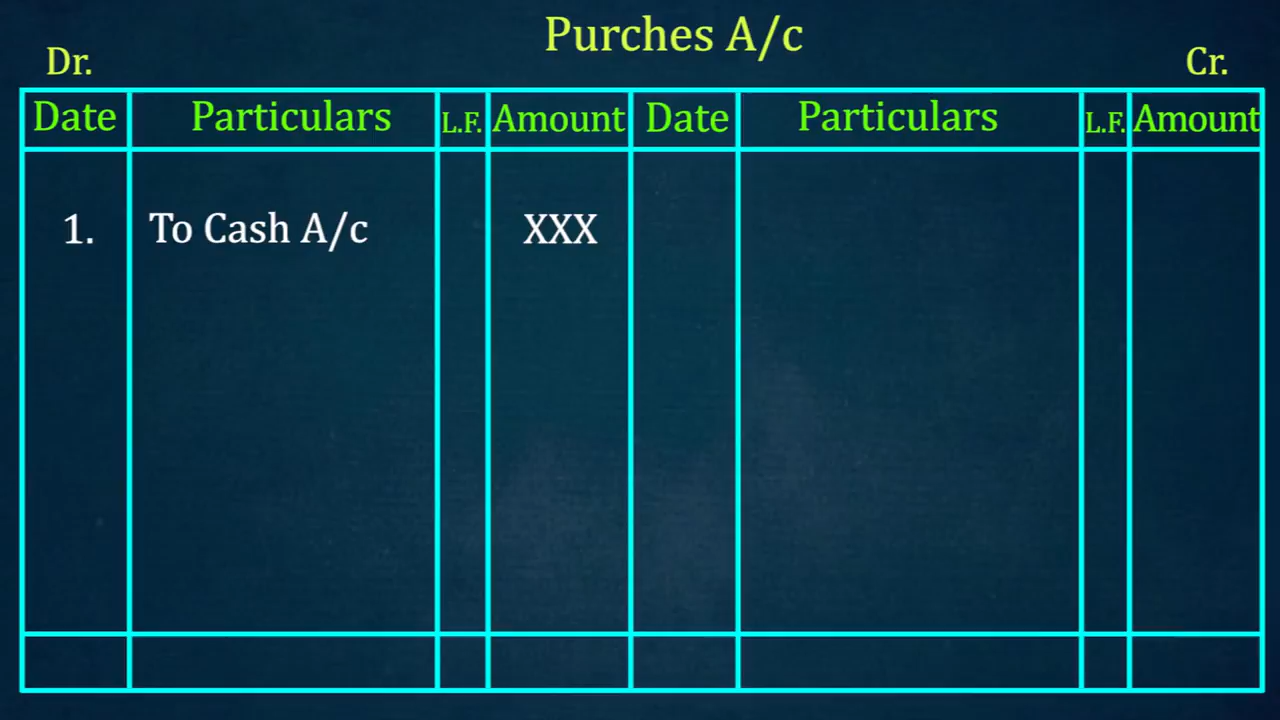 Purches A/c
Dr. Cr.
Date Particulars L.F. Amount Date Particulars L.F. Amount
1. To Cash A/c XXX